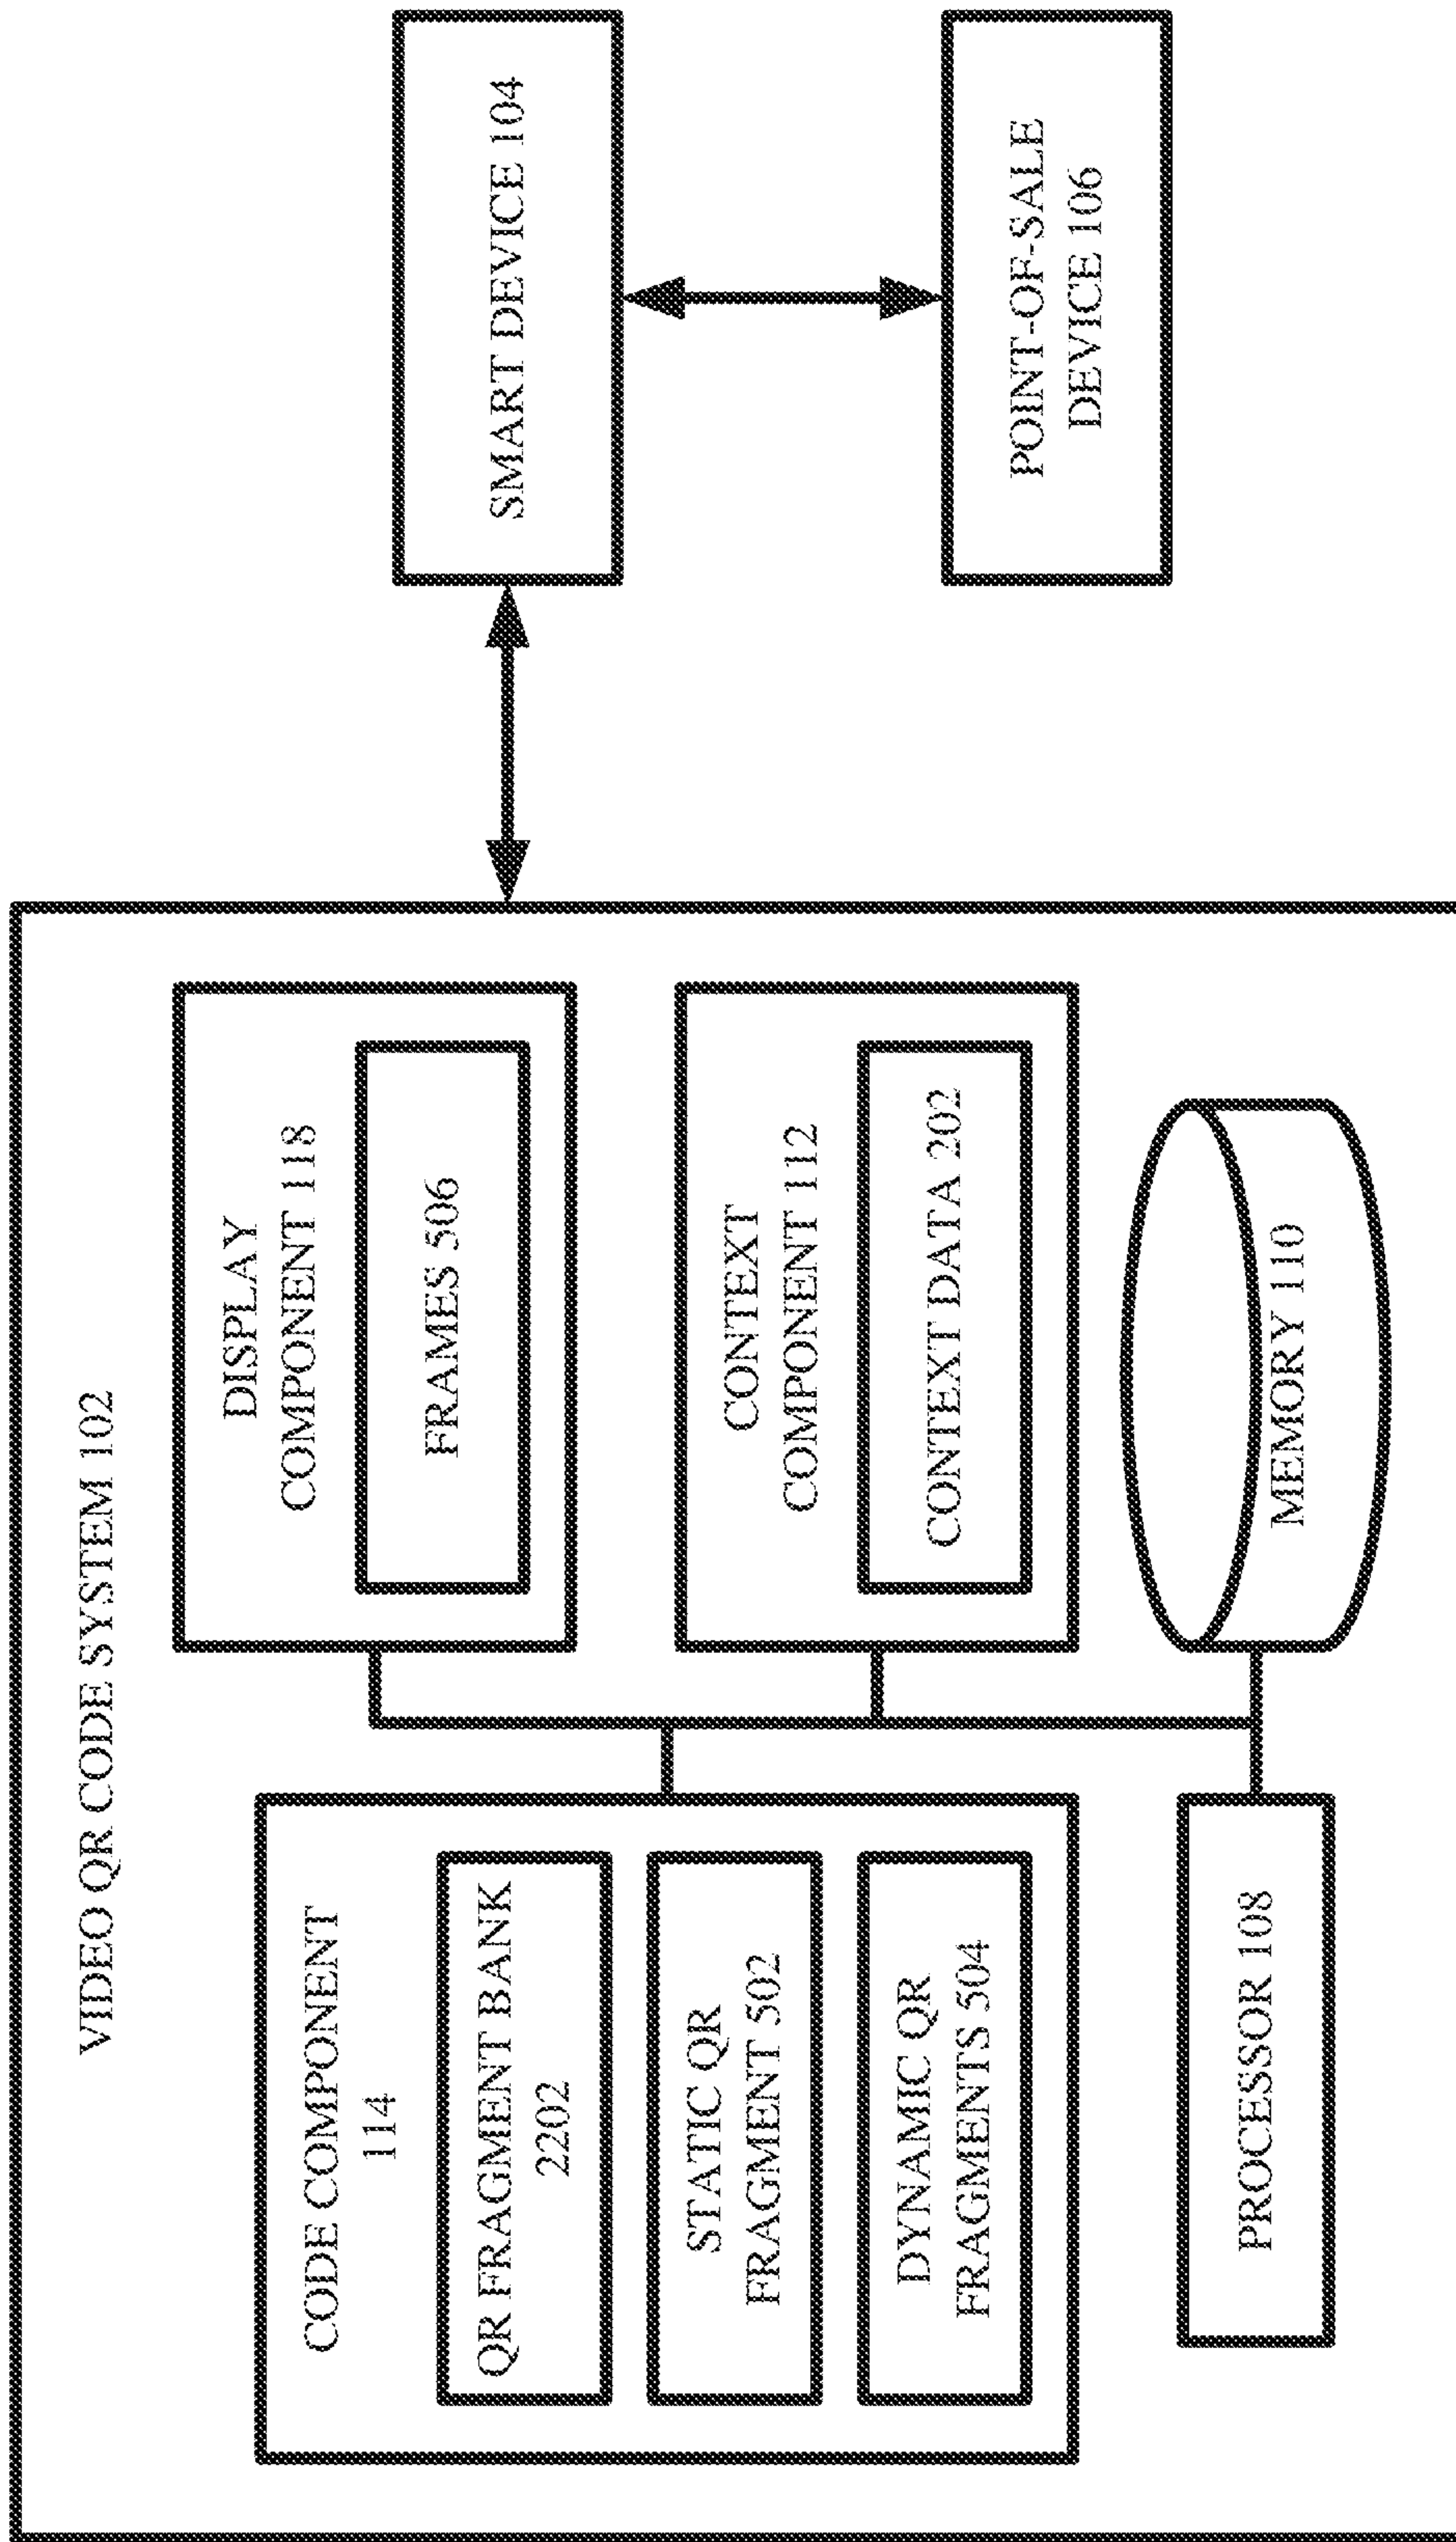 VIDEO QR CODE SYSTEM 102
CODE COMPONENT
114
QR FRAGMENT BANK
2202
STATIC QR
FRAGMENT 502
DYNAMIC QR
FRAGMENTS 504
PROCESSOR 108
DISPLAY
COMPONENT 118
FRAMES 506
CONTEXT
COMPONENT 112
CONTEXT DATA 202
MEMORY 110
SMART DEVICE 104
POINT-OF-SALE
DEVICE 106